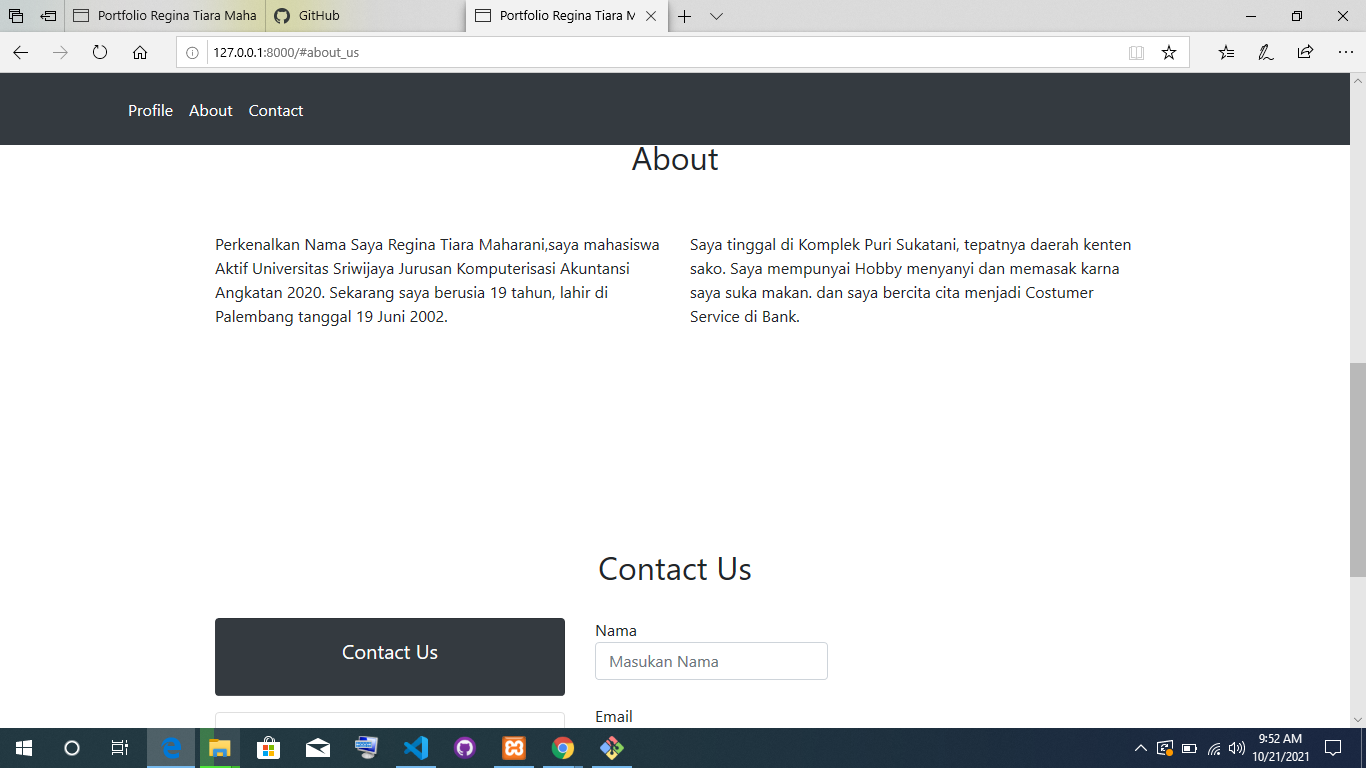 Portfolio Regina Tiara Maha
GitHub
Portfolio Regina Tiara M
127.0.0.1:8000/#about_us
Profile About Contact
About
Perkenalkan Nama Saya Regina Tiara Maharani,saya mahasiswa
Aktif Universitas Sriwijaya Jurusan Komputerisasi Akuntansi
Angkatan 2020. Sekarang saya berusia 19 tahun, lahir di
Palembang tanggal 19 Juni 2002.
Saya tinggal di Komplek Puri Sukatani, tepatnya daerah kenten
sako. Saya mempunyai Hobby menyanyi dan memasak karna
saya suka makan. dan saya bercita cita menjadi Costumer
Service di Bank.
Contact Us
Contact Us
Nama
Masukan Nama
Email
9:52 AM
10/21/2021